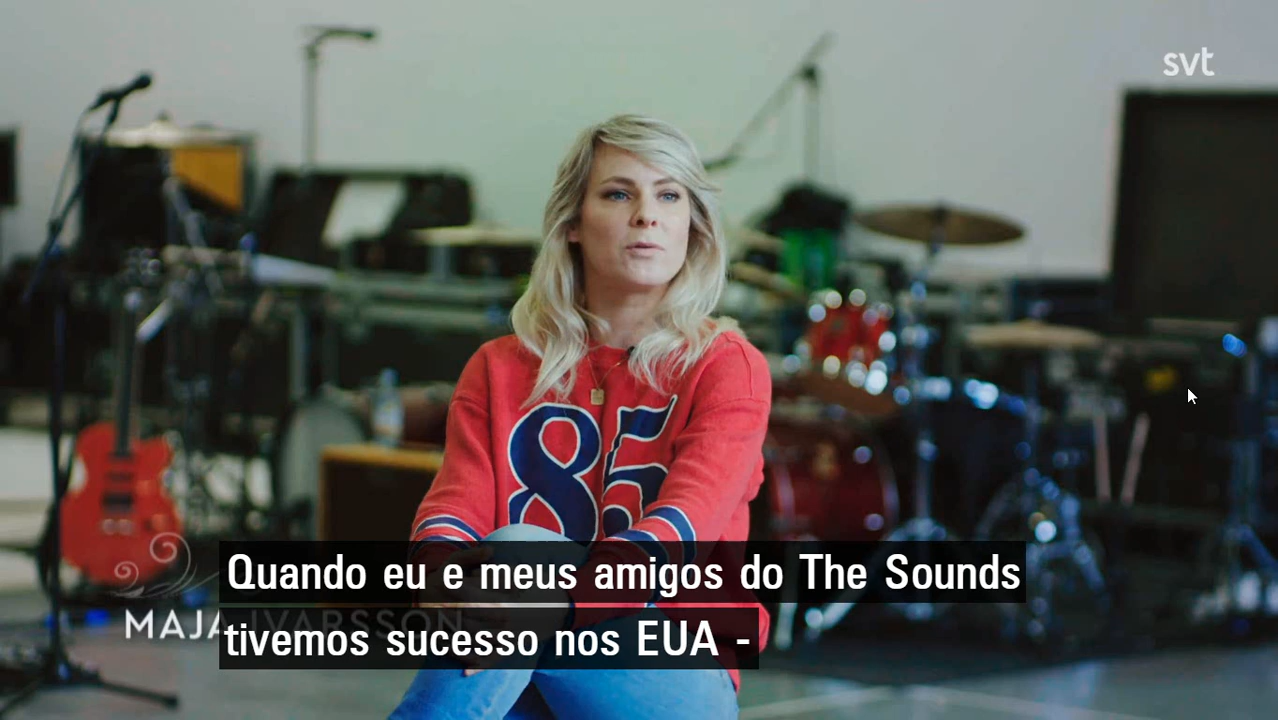 svt
85
Quando eu e meus amigos do The Sounds
MAJA IVARSSON
tivemos sucesso nos EUA -